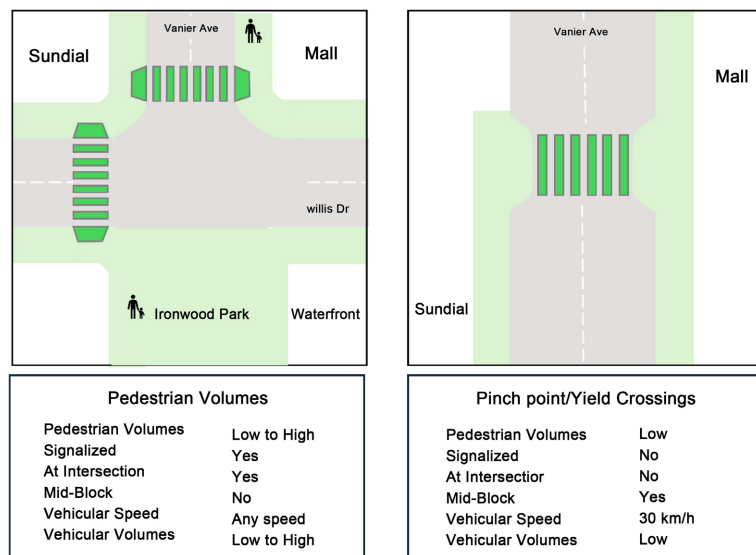 Vanier Ave
Sundial
Mall
willis Dr
Ironwood Park
Waterfront
Vanier Ave
Mall
Sundial
Pedestrian Volumes
Pedestrian Volumes Low to High
Signalized Yes
At Intersection Yes
Mid-Block No
Vehicular Speed Any speed
Vehicular Volumes Low to High
Pinch point/Yield Crossings
Pedestrian Volumes Low
Signalized No
At Intersectior No
Mid-Block Yes
Vehicular Speed 30 km/h
Vehicular Volumes Low